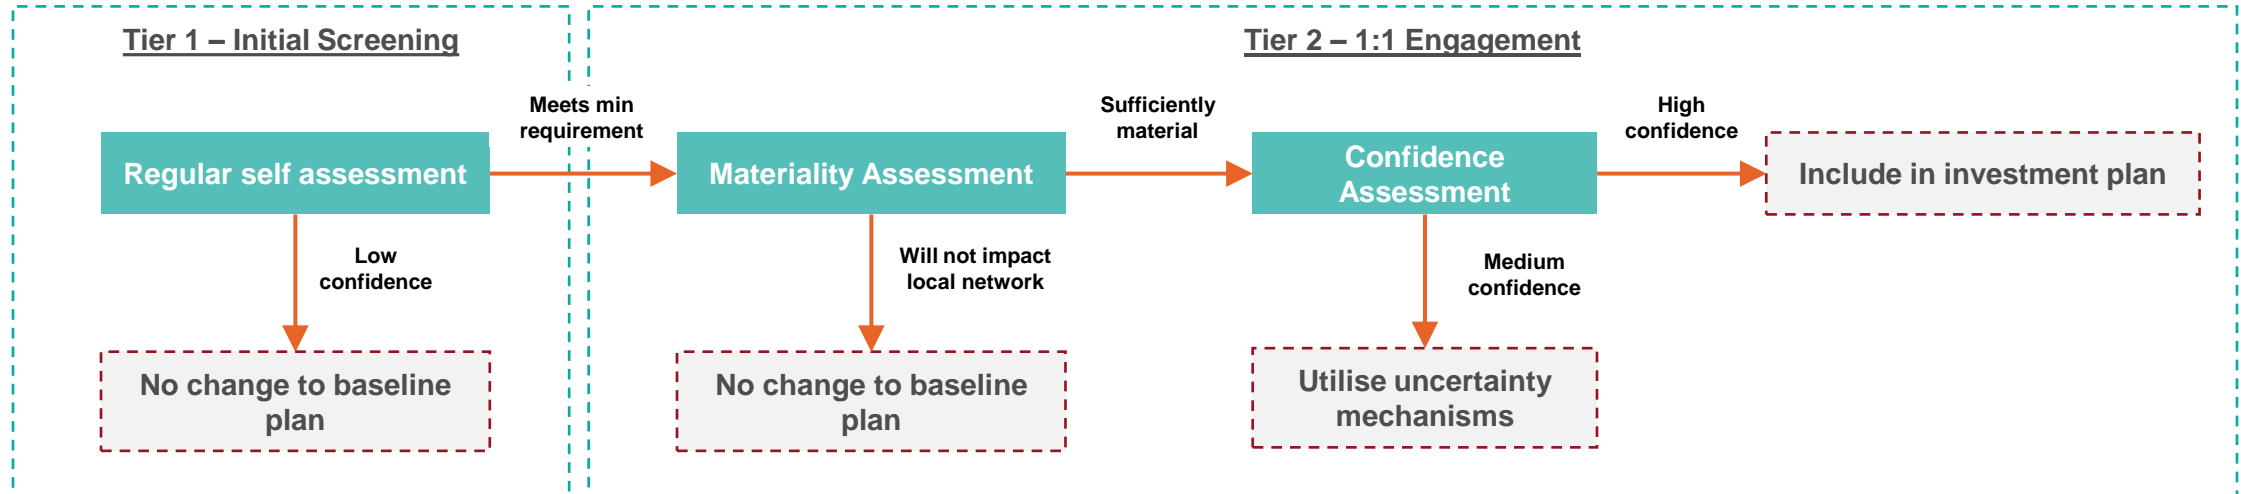 Tier 1 – Initial Screening
Tier 2 – 1:1 Engagement
Regular self assessment
Meets min
requirement
Materiality Assessment
Sufficiently
material
Confidence
Assessment
High
confidence
Include in investment plan
Low
confidence
Will not impact
local network
Medium
confidence
No change to baseline
plan
No change to baseline
plan
Utilise uncertainty
mechanisms